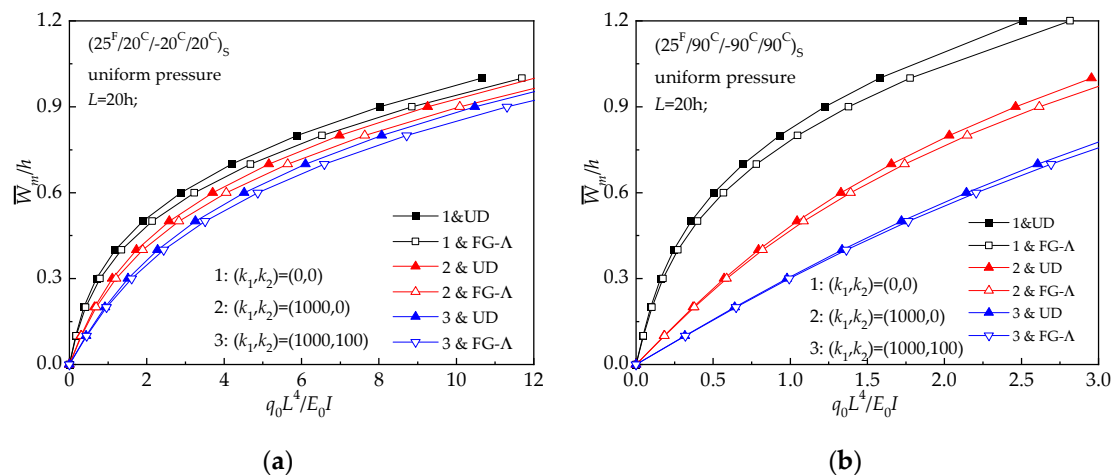 (25^F/20^C/-20^C/20^C)_S
uniform pressure
L=20h;
W̅_m/h
1.2
0.9
0.6
0.3
0.0
1&UD
1 & FG-Λ
2 & UD
2 & FG-Λ
3 & UD
3 & FG-Λ
1: (k_1,k_2)=(0,0)
2: (k_1,k_2)=(1000,0)
3: (k_1,k_2)=(1000,100)
0 2 4 6 8 10 12
q_0L^4/E_0I
(a)
(25^F/90^C/-90^C/90^C)_S
uniform pressure
L=20h;
W̅_m/h
1.2
0.9
0.6
0.3
0.0
1&UD
1 & FG-Λ
2 & UD
2 & FG-Λ
3 & UD
3 & FG-Λ
1: (k_1,k_2)=(0,0)
2: (k_1,k_2)=(1000,0)
3: (k_1,k_2)=(1000,100)
0.0 0.5 1.0 1.5 2.0 2.5 3.0
q_0L^4/E_0I
(b)